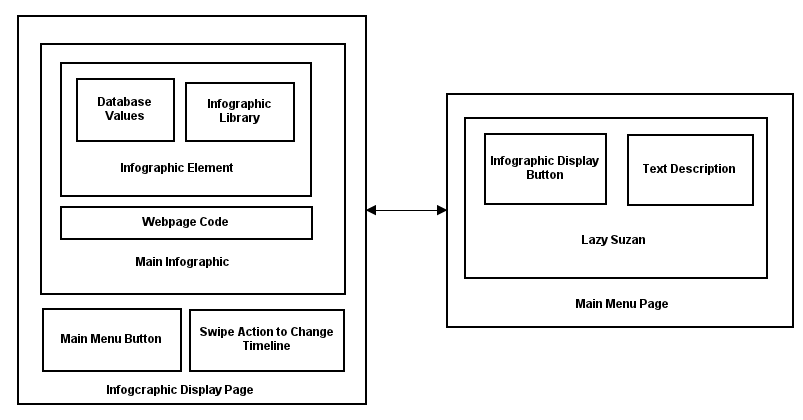 Database
Values
Infographic
Library
Infographic Element
Webpage Code
Main Infographic
Main Menu Button
Swipe Action to Change
Timeline
Infogcraphic Display Page
Infographic Display
Button
Text Description
Lazy Suzan
Main Menu Page